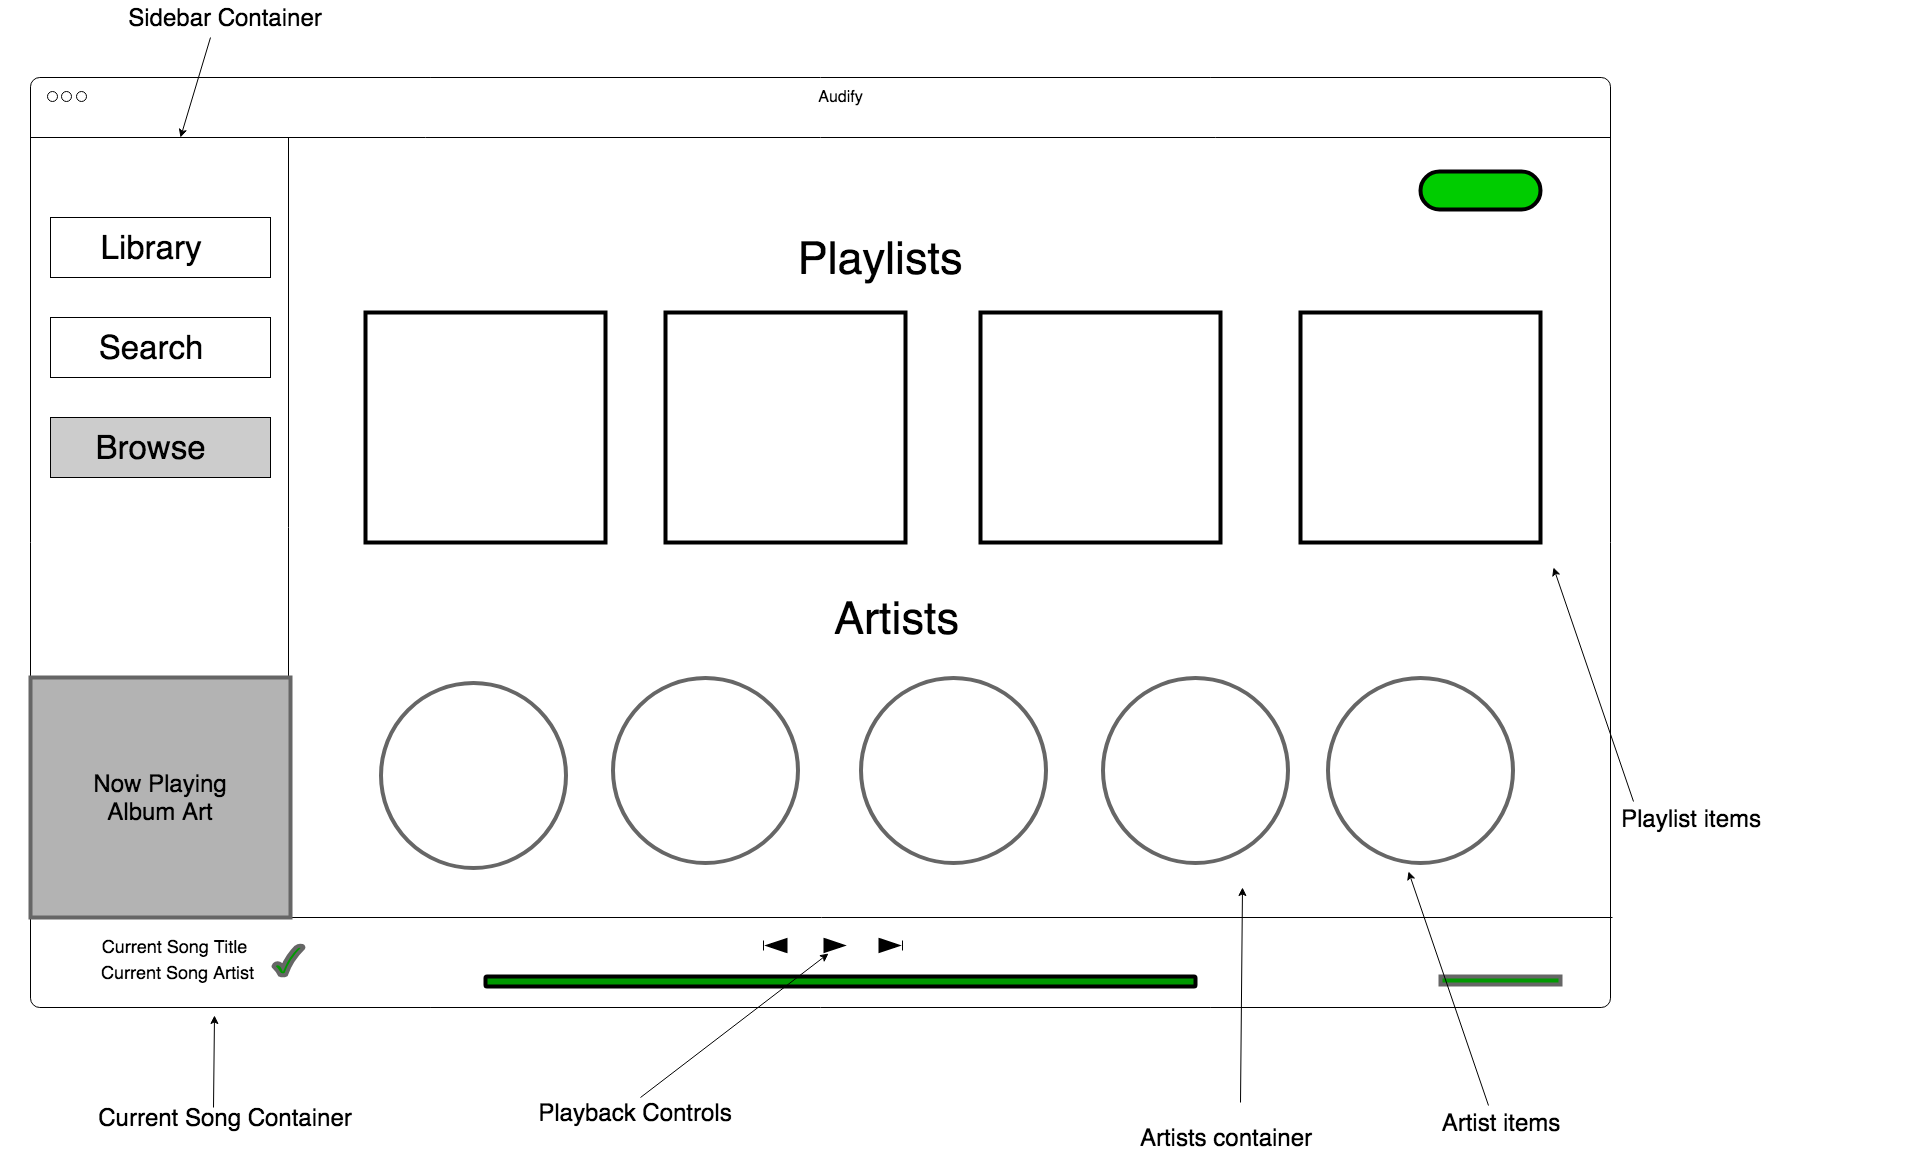 Sidebar Container
Audify
Library
Search
Browse
Playlists
Artists
Now Playing
Album Art
Playlist items
Current Song Title
Current Song Artist
Current Song Container
Playback Controls
Artists container
Artist items